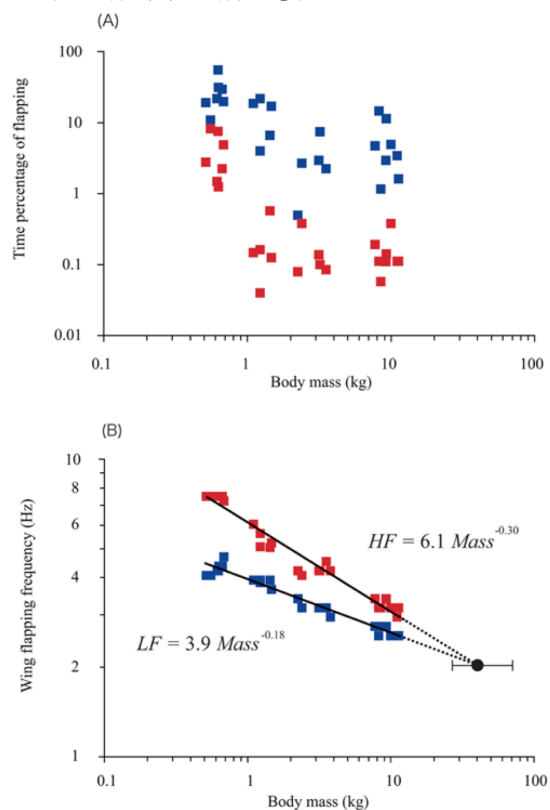 (A)
100
10
1
0.1
0.01
Time percentage of flapping
0.1
1
10
100
Body mass (kg)
(B)
10
8
6
4
2
1
Wing flapping frequency (Hz)
HF = 6.1 Mass^-0.30
LF = 3.9 Mass^-0.18
0.1
1
10
100
Body mass (kg)